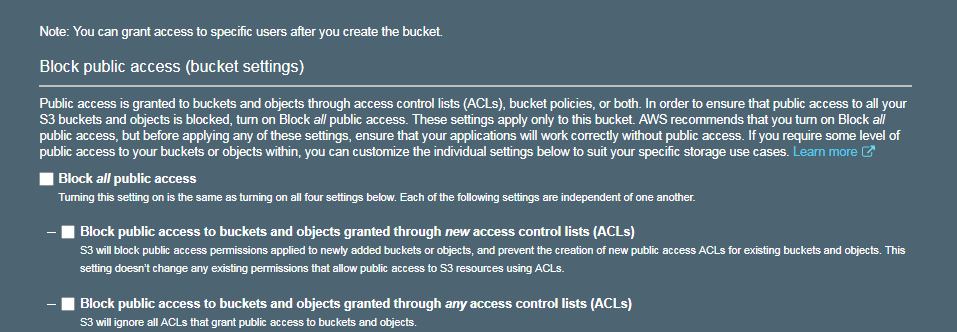 Note: You can grant access to specific users after you create the bucket.
Block public access (bucket settings)
Public access is granted to buckets and objects through access control lists (ACLs), bucket policies, or both. In order to ensure that public access to all your
S3 buckets and objects is blocked, turn on Block all public access. These settings apply only to this bucket. AWS recommends that you turn on Block all
public access, but before applying any of these settings, ensure that your applications will work correctly without public access. If you require some level of
public access to your buckets or objects within, you can customize the individual settings below to suit your specific storage use cases. Learn more
Block all public access
Turning this setting on is the same as turning on all four settings below. Each of the following settings are independent of one another.
Block public access to buckets and objects granted through new access control lists (ACLs)
S3 will block public access permissions applied to newly added buckets or objects, and prevent the creation of new public access ACLs for existing buckets and objects. This
setting doesn't change any existing permissions that allow public access to S3 resources using ACLs.
Block public access to buckets and objects granted through any access control lists (ACLs)
S3 will ignore all ACLs that grant public access to buckets and objects.